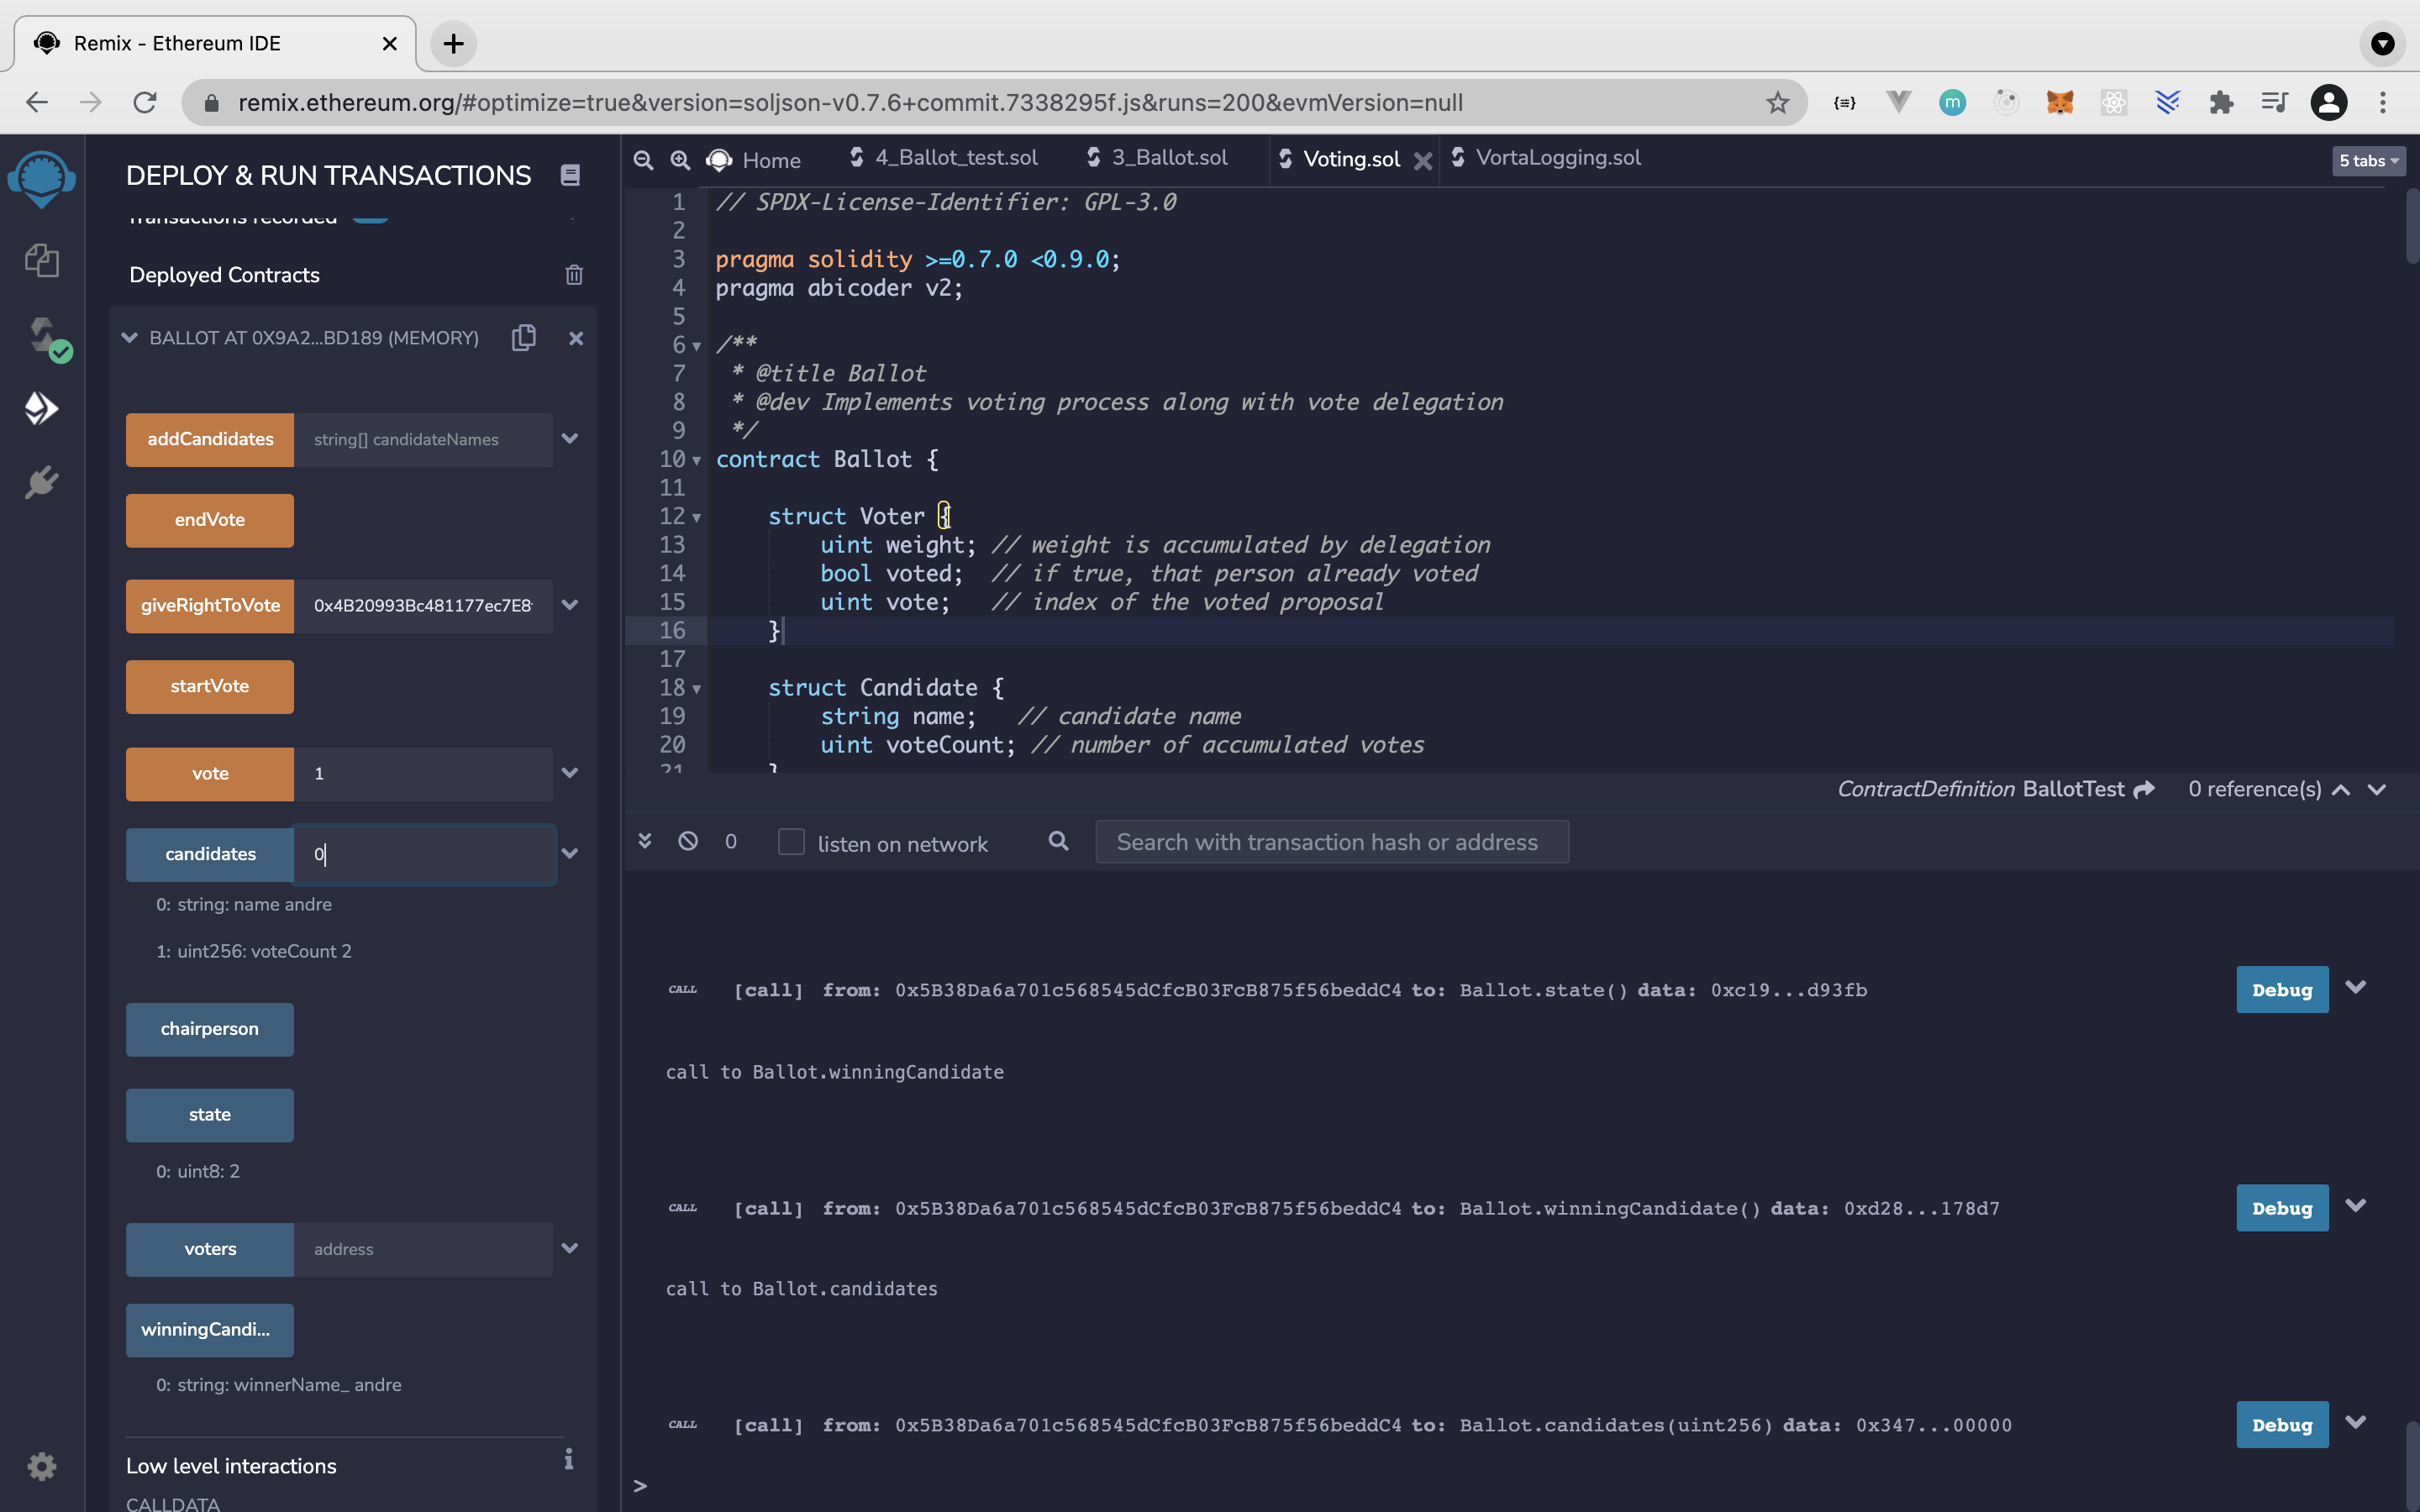 Remix - Ethereum IDE
remix.ethereum.org/#optimize=true&version=soljson-v0.7.6+commit.7338295f.js&runs=200&evmVersion=null
{≡}
m
DEPLOY & RUN TRANSACTIONS
Transactions recorded
Deployed Contracts
BALLOT AT 0X9A2...BD189 (MEMORY)
addCandidates string[] candidateNames
endVote
giveRightToVote 0x4B20993Bc481177ec7E8
startVote
vote 1
candidates 0
0: string: name andre
1: uint256: voteCount 2
chairperson
state
0: uint8: 2
voters address
winningCandi...
0: string: winnerName_ andre
Low level interactions
i
CALLDATA
Home 4_Ballot_test.sol 3_Ballot.sol Voting.sol VortaLogging.sol 5 tabs
1 // SPDX-License-Identifier: GPL-3.0
2
3 pragma solidity >=0.7.0 <0.9.0;
4 pragma abicoder v2;
5
6 /**
7 * @title Ballot
8 * @dev Implements voting process along with vote delegation
9 */
10 contract Ballot {
11
12 struct Voter {
13 uint weight; // weight is accumulated by delegation
14 bool voted; // if true, that person already voted
15 uint vote; // index of the voted proposal
16 }
17
18 struct Candidate {
19 string name; // candidate name
20 uint voteCount; // number of accumulated votes
21 }
ContractDefinition BallotTest 0 reference(s)
0 listen on network Search with transaction hash or address
CALL [call] from: 0x5B38Da6a701c568545dCfcB03FcB875f56beddC4 to: Ballot.state() data: 0xc19...d93fb Debug
call to Ballot.winningCandidate
CALL [call] from: 0x5B38Da6a701c568545dCfcB03FcB875f56beddC4 to: Ballot.winningCandidate() data: 0xd28...178d7 Debug
call to Ballot.candidates
CALL [call] from: 0x5B38Da6a701c568545dCfcB03FcB875f56beddC4 to: Ballot.candidates(uint256) data: 0x347...00000 Debug
>